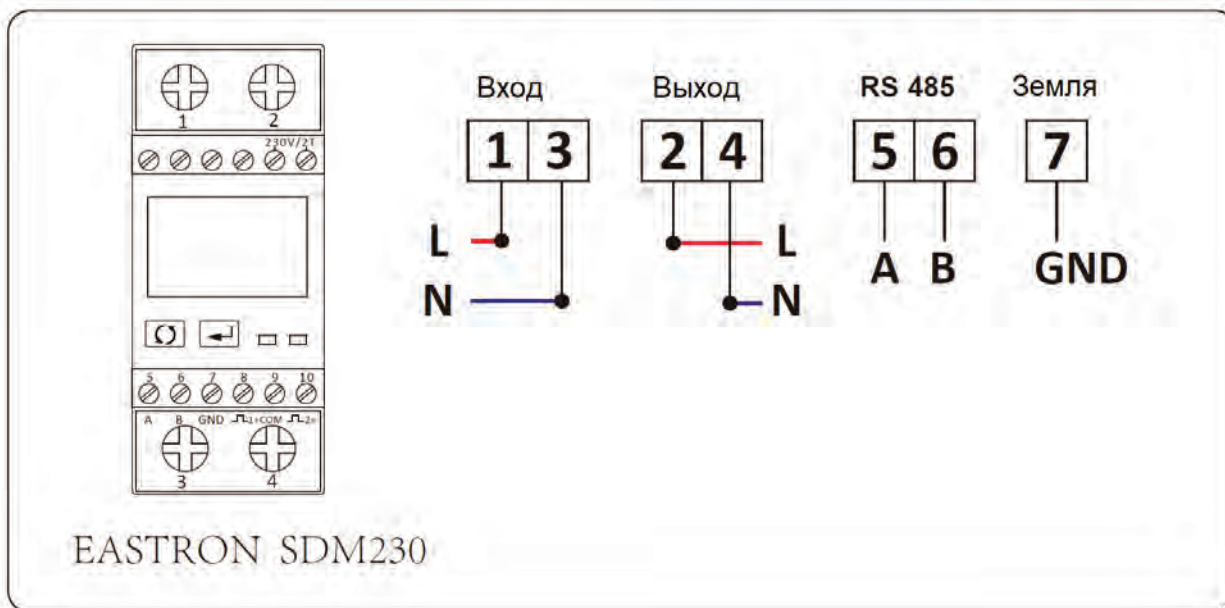 1 2
230V/2T
5 6 7 8 9 10
A B GND 1+ COM 2+
3 4
EASTRON SDM230
Вход Выход RS 485 Земля
1 3 2 4 5 6 7
L L
N N A B GND